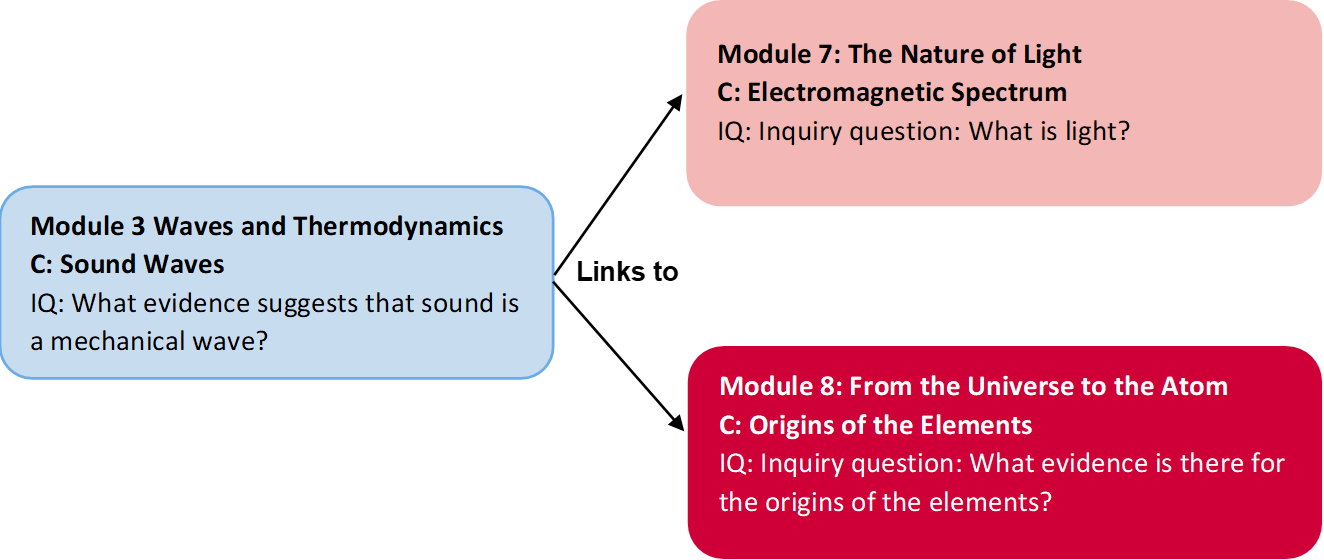 Module 7: The Nature of Light
C: Electromagnetic Spectrum
IQ: Inquiry question: What is light?
Module 3 Waves and Thermodynamics
C: Sound Waves
IQ: What evidence suggests that sound is
a mechanical wave?
Links to
Module 8: From the Universe to the Atom
C: Origins of the Elements
IQ: Inquiry question: What evidence is there for
the origins of the elements?